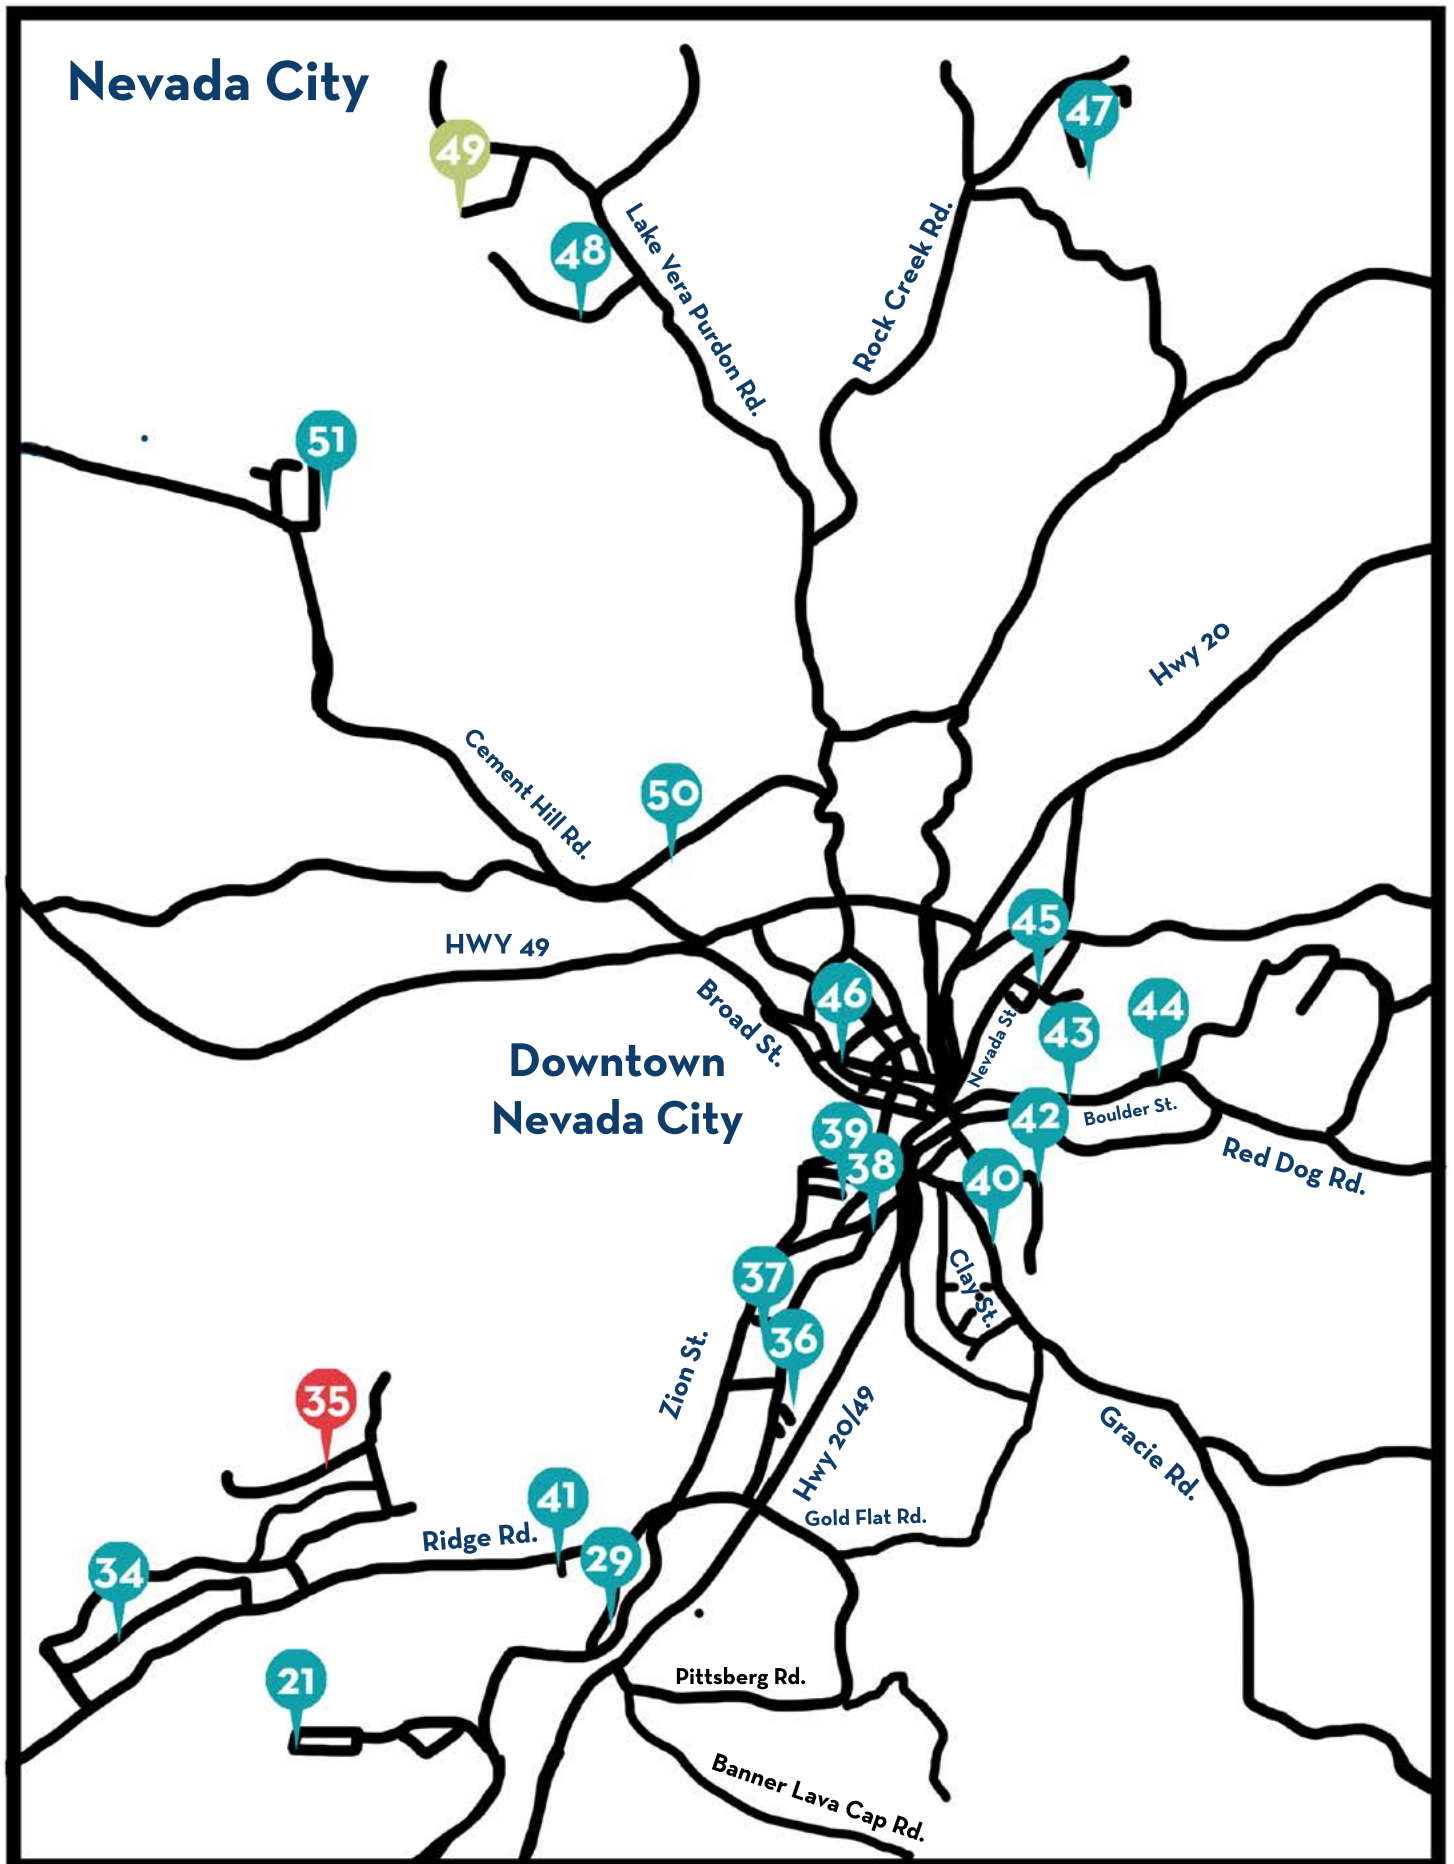 Nevada City
47
49
48
Lake Vera Purdon Rd.
Rock Creek Rd.
51
Hwy 20
Cement Hill Rd.
50
45
HWY 49
46
Broad St.
44
Nevada St.
43
Downtown
Nevada City
42
Boulder St.
39
38
40
Red Dog Rd.
37
Clay St.
36
Zion St.
35
Hwy 20/49
Gracie Rd.
41
Gold Flat Rd.
Ridge Rd.
29
34
21
Pittsberg Rd.
Banner Lava Cap Rd.